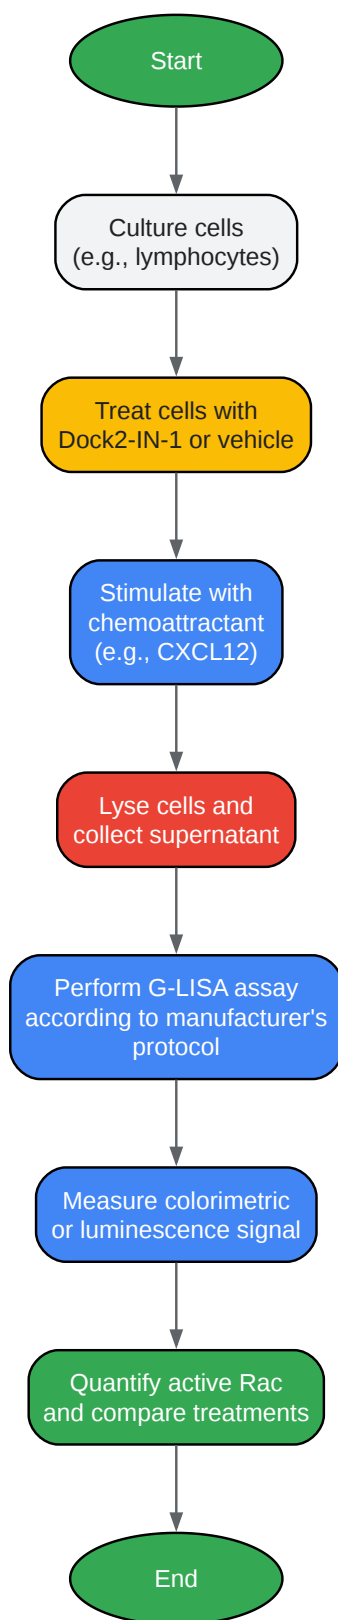 Start
Culture cells
(e.g., lymphocytes)
Treat cells with
Dock2-IN-1 or vehicle
Stimulate with
chemoattractant
(e.g., CXCL12)
Lyse cells and
collect supernatant
Perform G-LISA assay
according to manufacturer's
protocol
Measure colorimetric
or luminescence signal
Quantify active Rac
and compare treatments
End